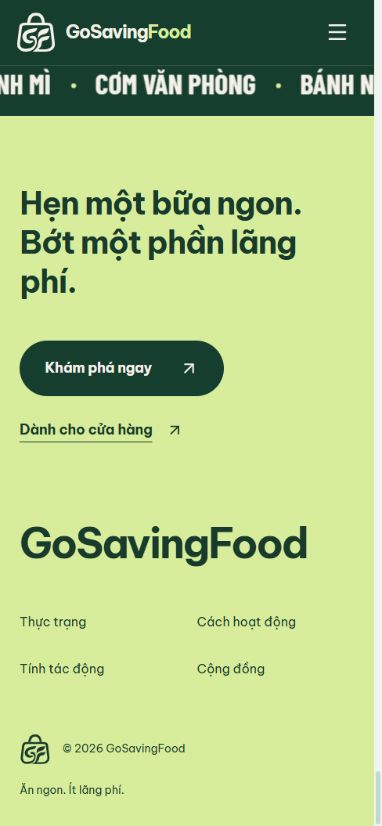 GoSavingFood
NH MÌ • CƠM VĂN PHÒNG • BÁNH N
Hẹn một bữa ngon.
Bớt một phần lãng
phí.
Khám phá ngay
Dành cho cửa hàng
GoSavingFood
Thực trạng
Cách hoạt động
Tính tác động
Cộng đồng
© 2026 GoSavingFood
Ăn ngon. Ít lãng phí.